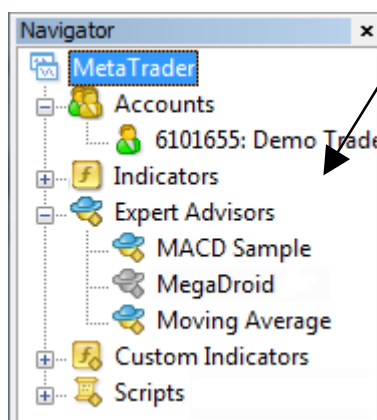 Navigator
MetaTrader
Accounts
6101655: Demo Trade
Indicators
Expert Advisors
MACD Sample
MegaDroid
Moving Average
Custom Indicators
Scripts